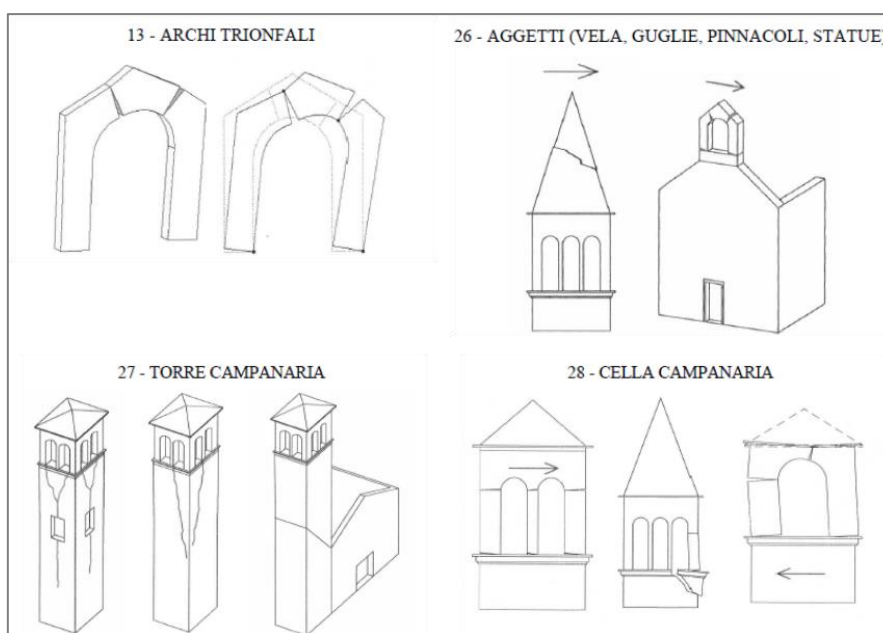 13 - ARCHI TRIONFALI
26 - AGGETTI (VELA, GUGLIE, PINNACOLI, STATUE)
27 - TORRE CAMPANARIA
28 - CELLA CAMPANARIA